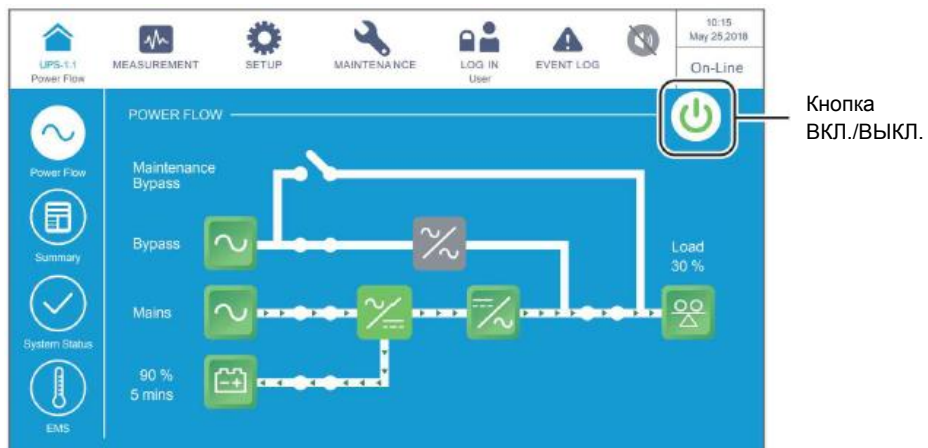 10:15
May 25,2018
On-Line
UPS-1.1
Power Flow
MEASUREMENT
SETUP
MAINTENANCE
LOG IN
User
EVENT LOG
Кнопка
ВКЛ./ВЫКЛ.
POWER FLOW
Power Flow
Maintenance
Bypass
Summary
Bypass
Load
30 %
Mains
System Status
90 %
5 mins
EMS